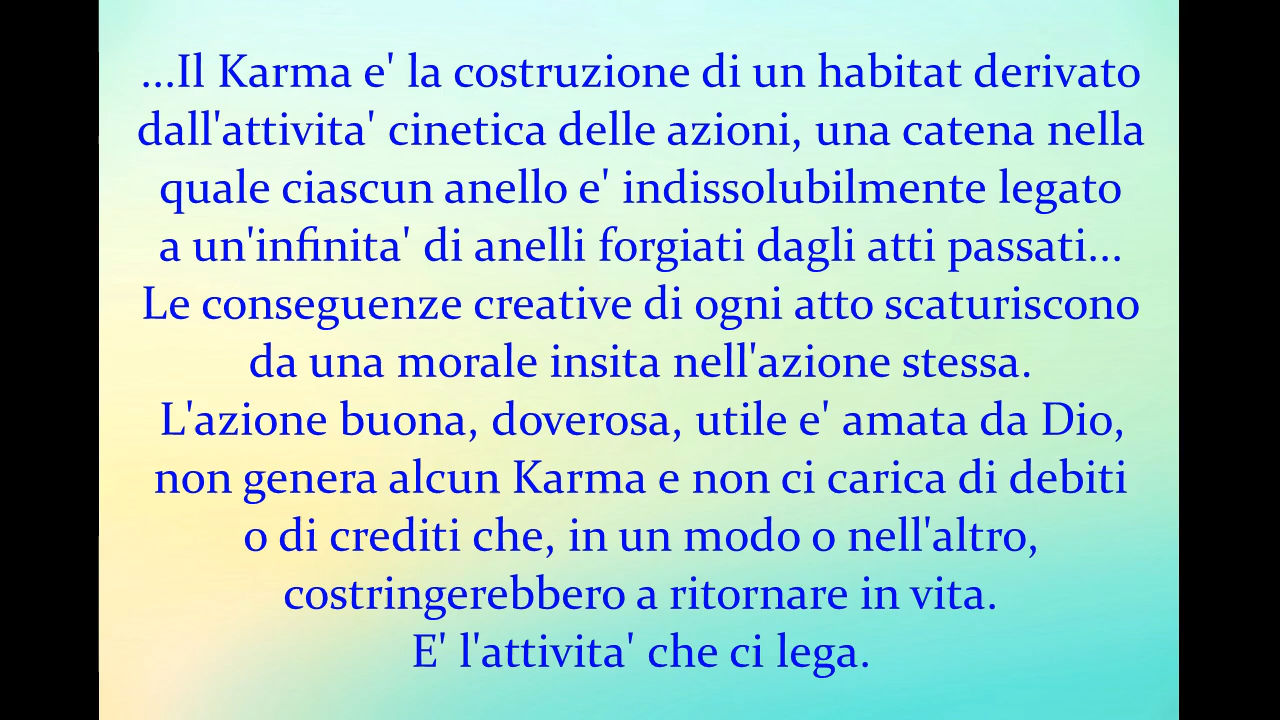 ...Il Karma e' la costruzione di un habitat derivato
dall'attivita' cinetica delle azioni, una catena nella
quale ciascun anello e' indissolubilmente legato
a un'infinita' di anelli forgiati dagli atti passati...
Le conseguenze creative di ogni atto scaturiscono
da una morale insita nell'azione stessa.
L'azione buona, doverosa, utile e' amata da Dio,
non genera alcun Karma e non ci carica di debiti
o di crediti che, in un modo o nell'altro,
costringerebbero a ritornare in vita.
E' l'attivita' che ci lega.